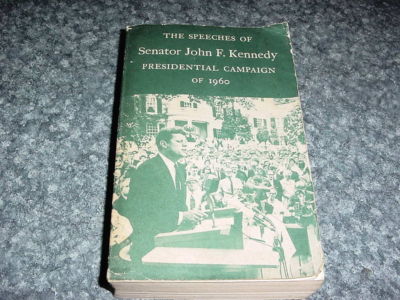 THE SPEECHES OF
Senator John F. Kennedy
PRESIDENTIAL CAMPAIGN
OF 1960